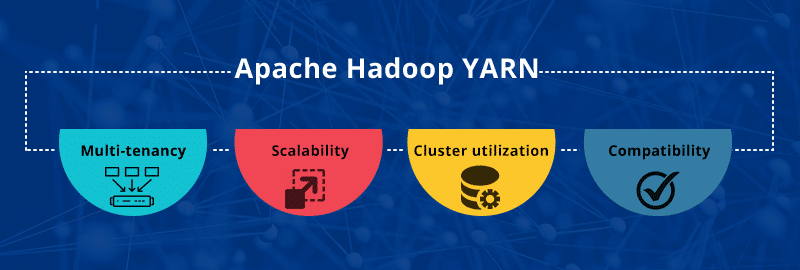 Apache Hadoop YARN
Multi-tenancy
Scalability
Cluster utilization
Compatibility